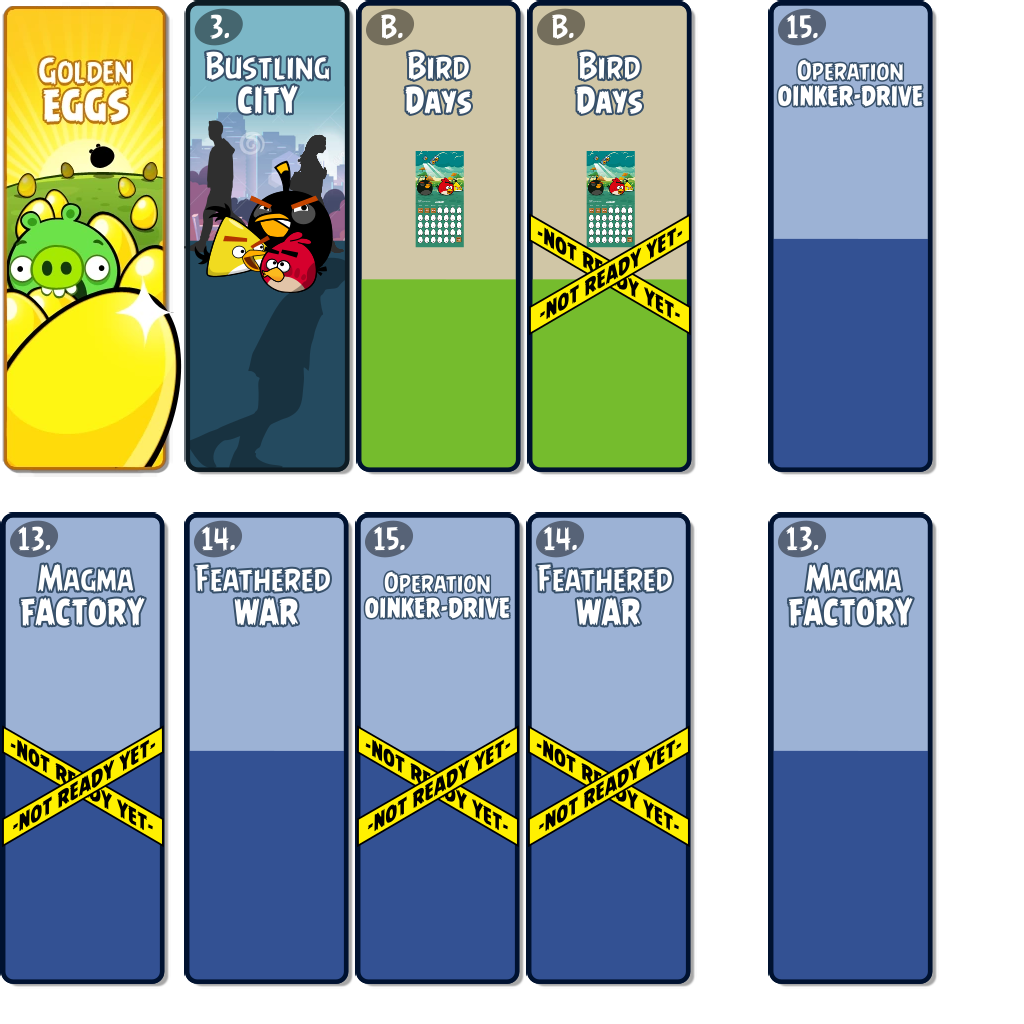 GOLDEN
EGGS
3.
BUSTLING
CITY
B.
BIRD
DAYS
B.
BIRD
DAYS
-NOT READY YET-
-NOT READY YET-
15.
OPERATION
OINKER-DRIVE
13.
MAGMA
FACTORY
-NOT READY YET-
-NOT READY YET-
14.
FEATHERED
WAR
15.
OPERATION
OINKER-DRIVE
-NOT READY YET-
-NOT READY YET-
14.
FEATHERED
WAR
-NOT READY YET-
-NOT READY YET-
13.
MAGMA
FACTORY